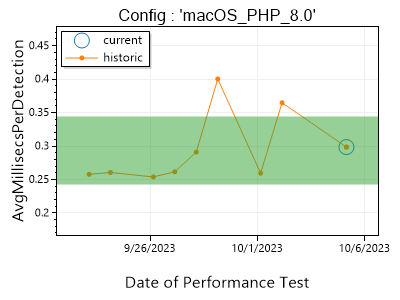 Config : 'macOS_PHP_8.0'
current
historic
AvgMillisecsPerDetection
0.45
0.4
0.35
0.3
0.25
0.2
9/26/2023
10/1/2023
10/6/2023
Date of Performance Test